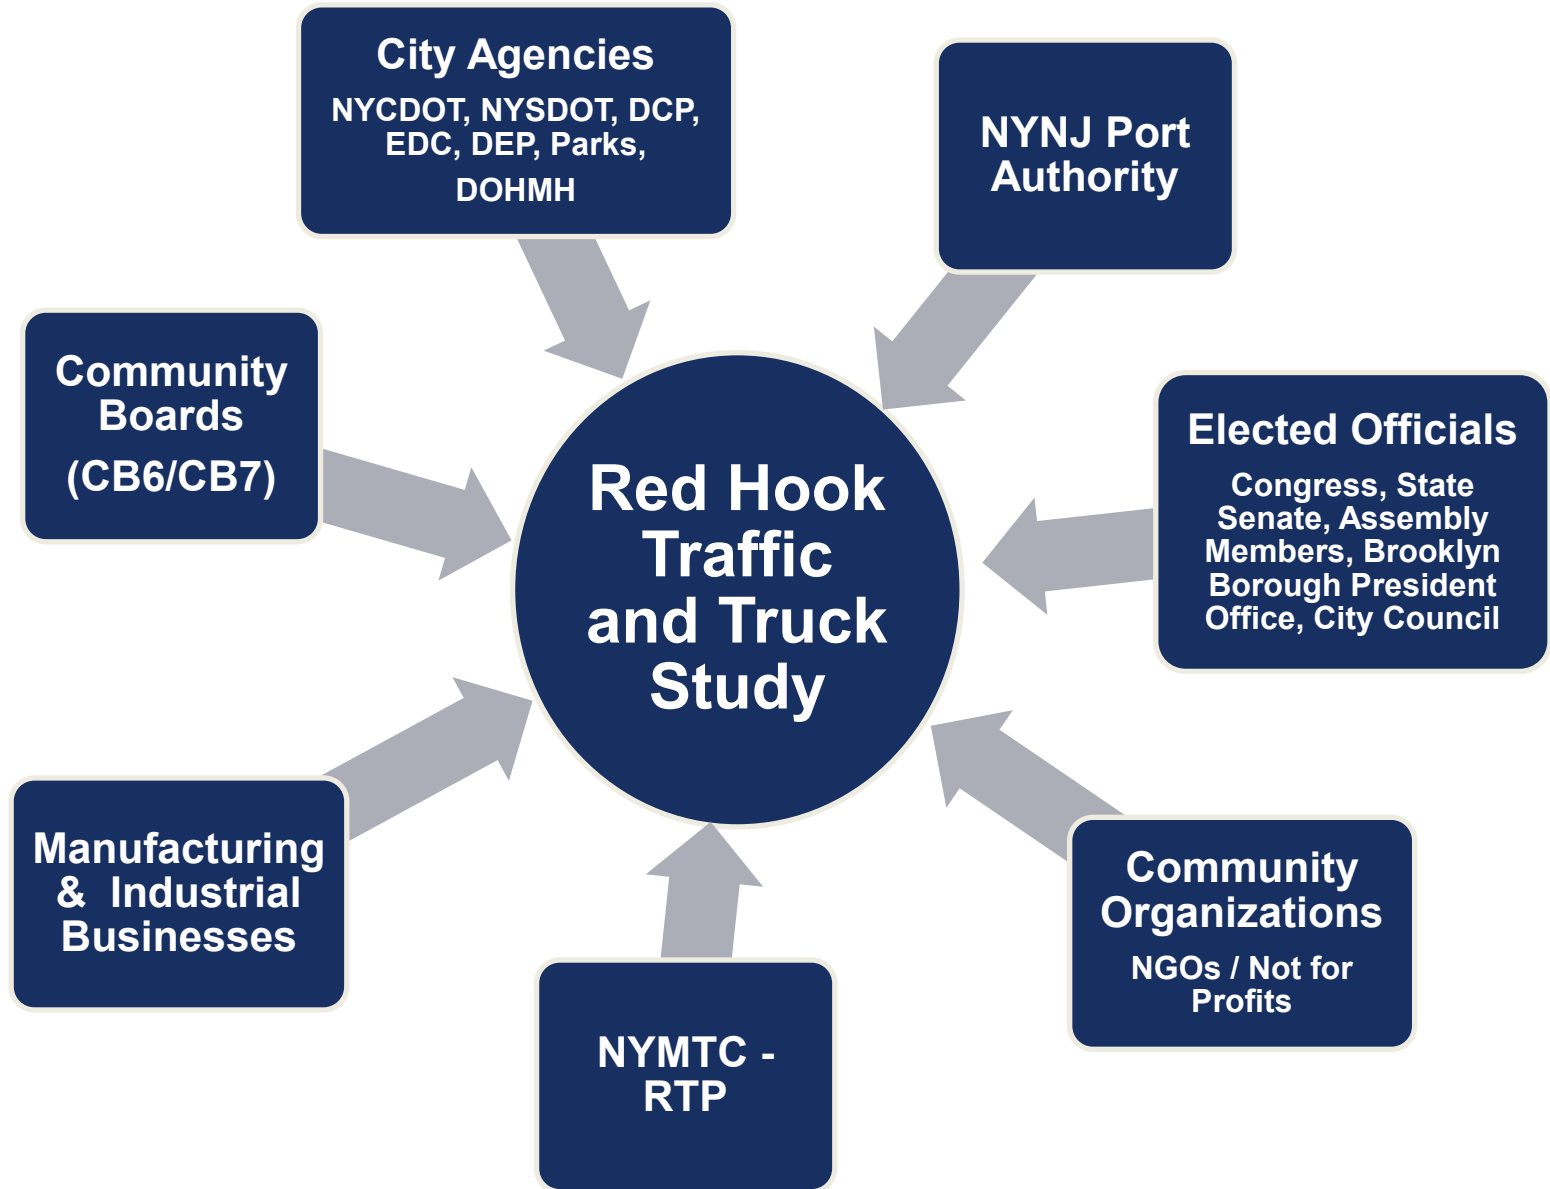 City Agencies
NYCDOT, NYSDOT, DCP,
EDC, DEP, Parks,
DOHMH
NYNJ Port
Authority
Community
Boards
(CB6/CB7)
Elected Officials
Congress, State
Senate, Assembly
Members, Brooklyn
Borough President
Office, City Council
Red Hook
Traffic
and Truck
Study
Manufacturing
& Industrial
Businesses
Community
Organizations
NGOs / Not for
Profits
NYMTC -
RTP